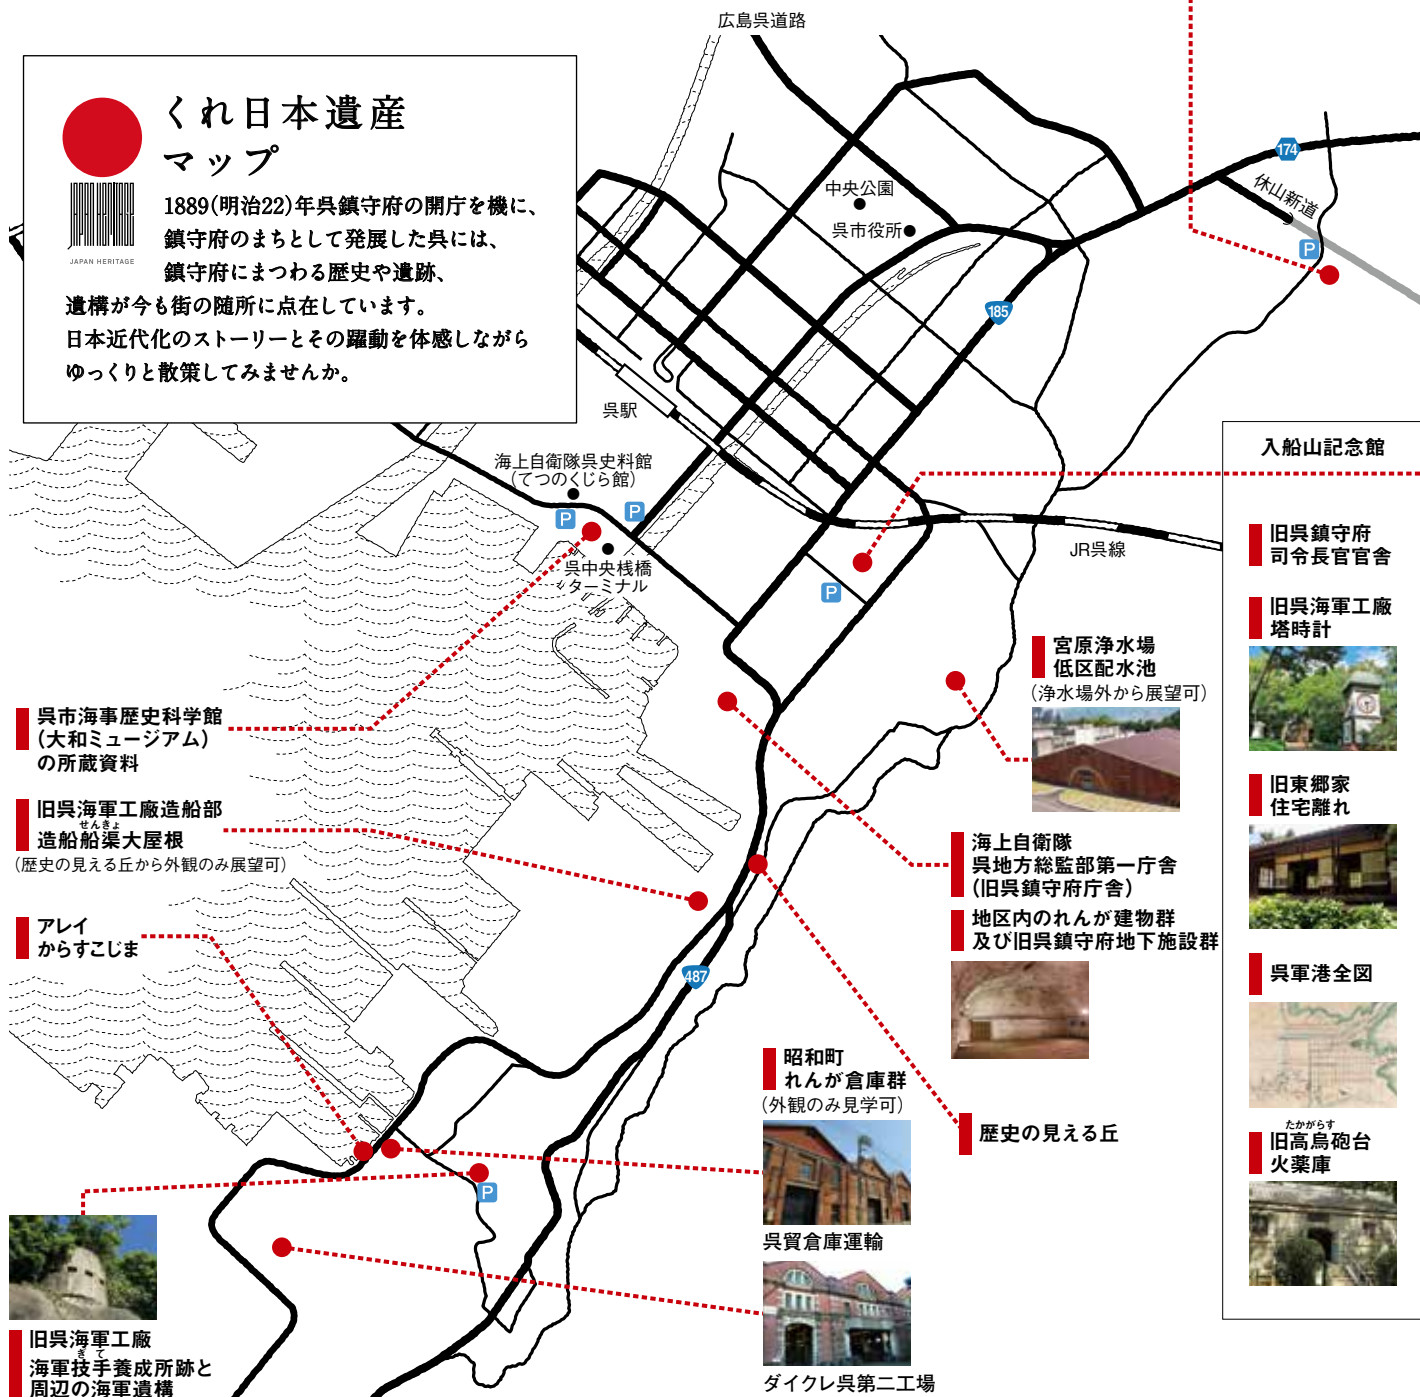 広島呉道路
くれ日本遺産
マップ
JAPAN HERITAGE
1889(明治22)年呉鎮守府の開庁を機に、
鎮守府のまちとして発展した呉には、
鎮守府にまつわる歴史や遺跡、
遺構が今も街の随所に点在しています。
日本近代化のストーリーとその躍動を体感しながら
ゆっくりと散策してみませんか。
174
休山新道
P
中央公園
呉市役所
185
呉駅
海上自衛隊呉史料館
(てつのくじら館)
P
P
呉中央桟橋
ターミナル
JR呉線
P
入船山記念館
旧呉鎮守府
司令長官官舎
旧呉海軍工廠
塔時計
旧東郷家
住宅離れ
呉軍港全図
たかがらす
旧高烏砲台
火薬庫
宮原浄水場
低区配水池
(浄水場外から展望可)
呉市海事歴史科学館
(大和ミュージアム)
の所蔵資料
旧呉海軍工廠造船部
せんきょ
造船船渠大屋根
(歴史の見える丘から外観のみ展望可)
アレイ
からすこじま
海上自衛隊
呉地方総監部第一庁舎
(旧呉鎮守府庁舎)
地区内のれんが建物群
及び旧呉鎮守府地下施設群
487
昭和町
れんが倉庫群
(外観のみ見学可)
歴史の見える丘
P
呉貿倉庫運輸
ダイクレ呉第二工場
旧呉海軍工廠
ぎて
海軍技手養成所跡と
周辺の海軍遺構